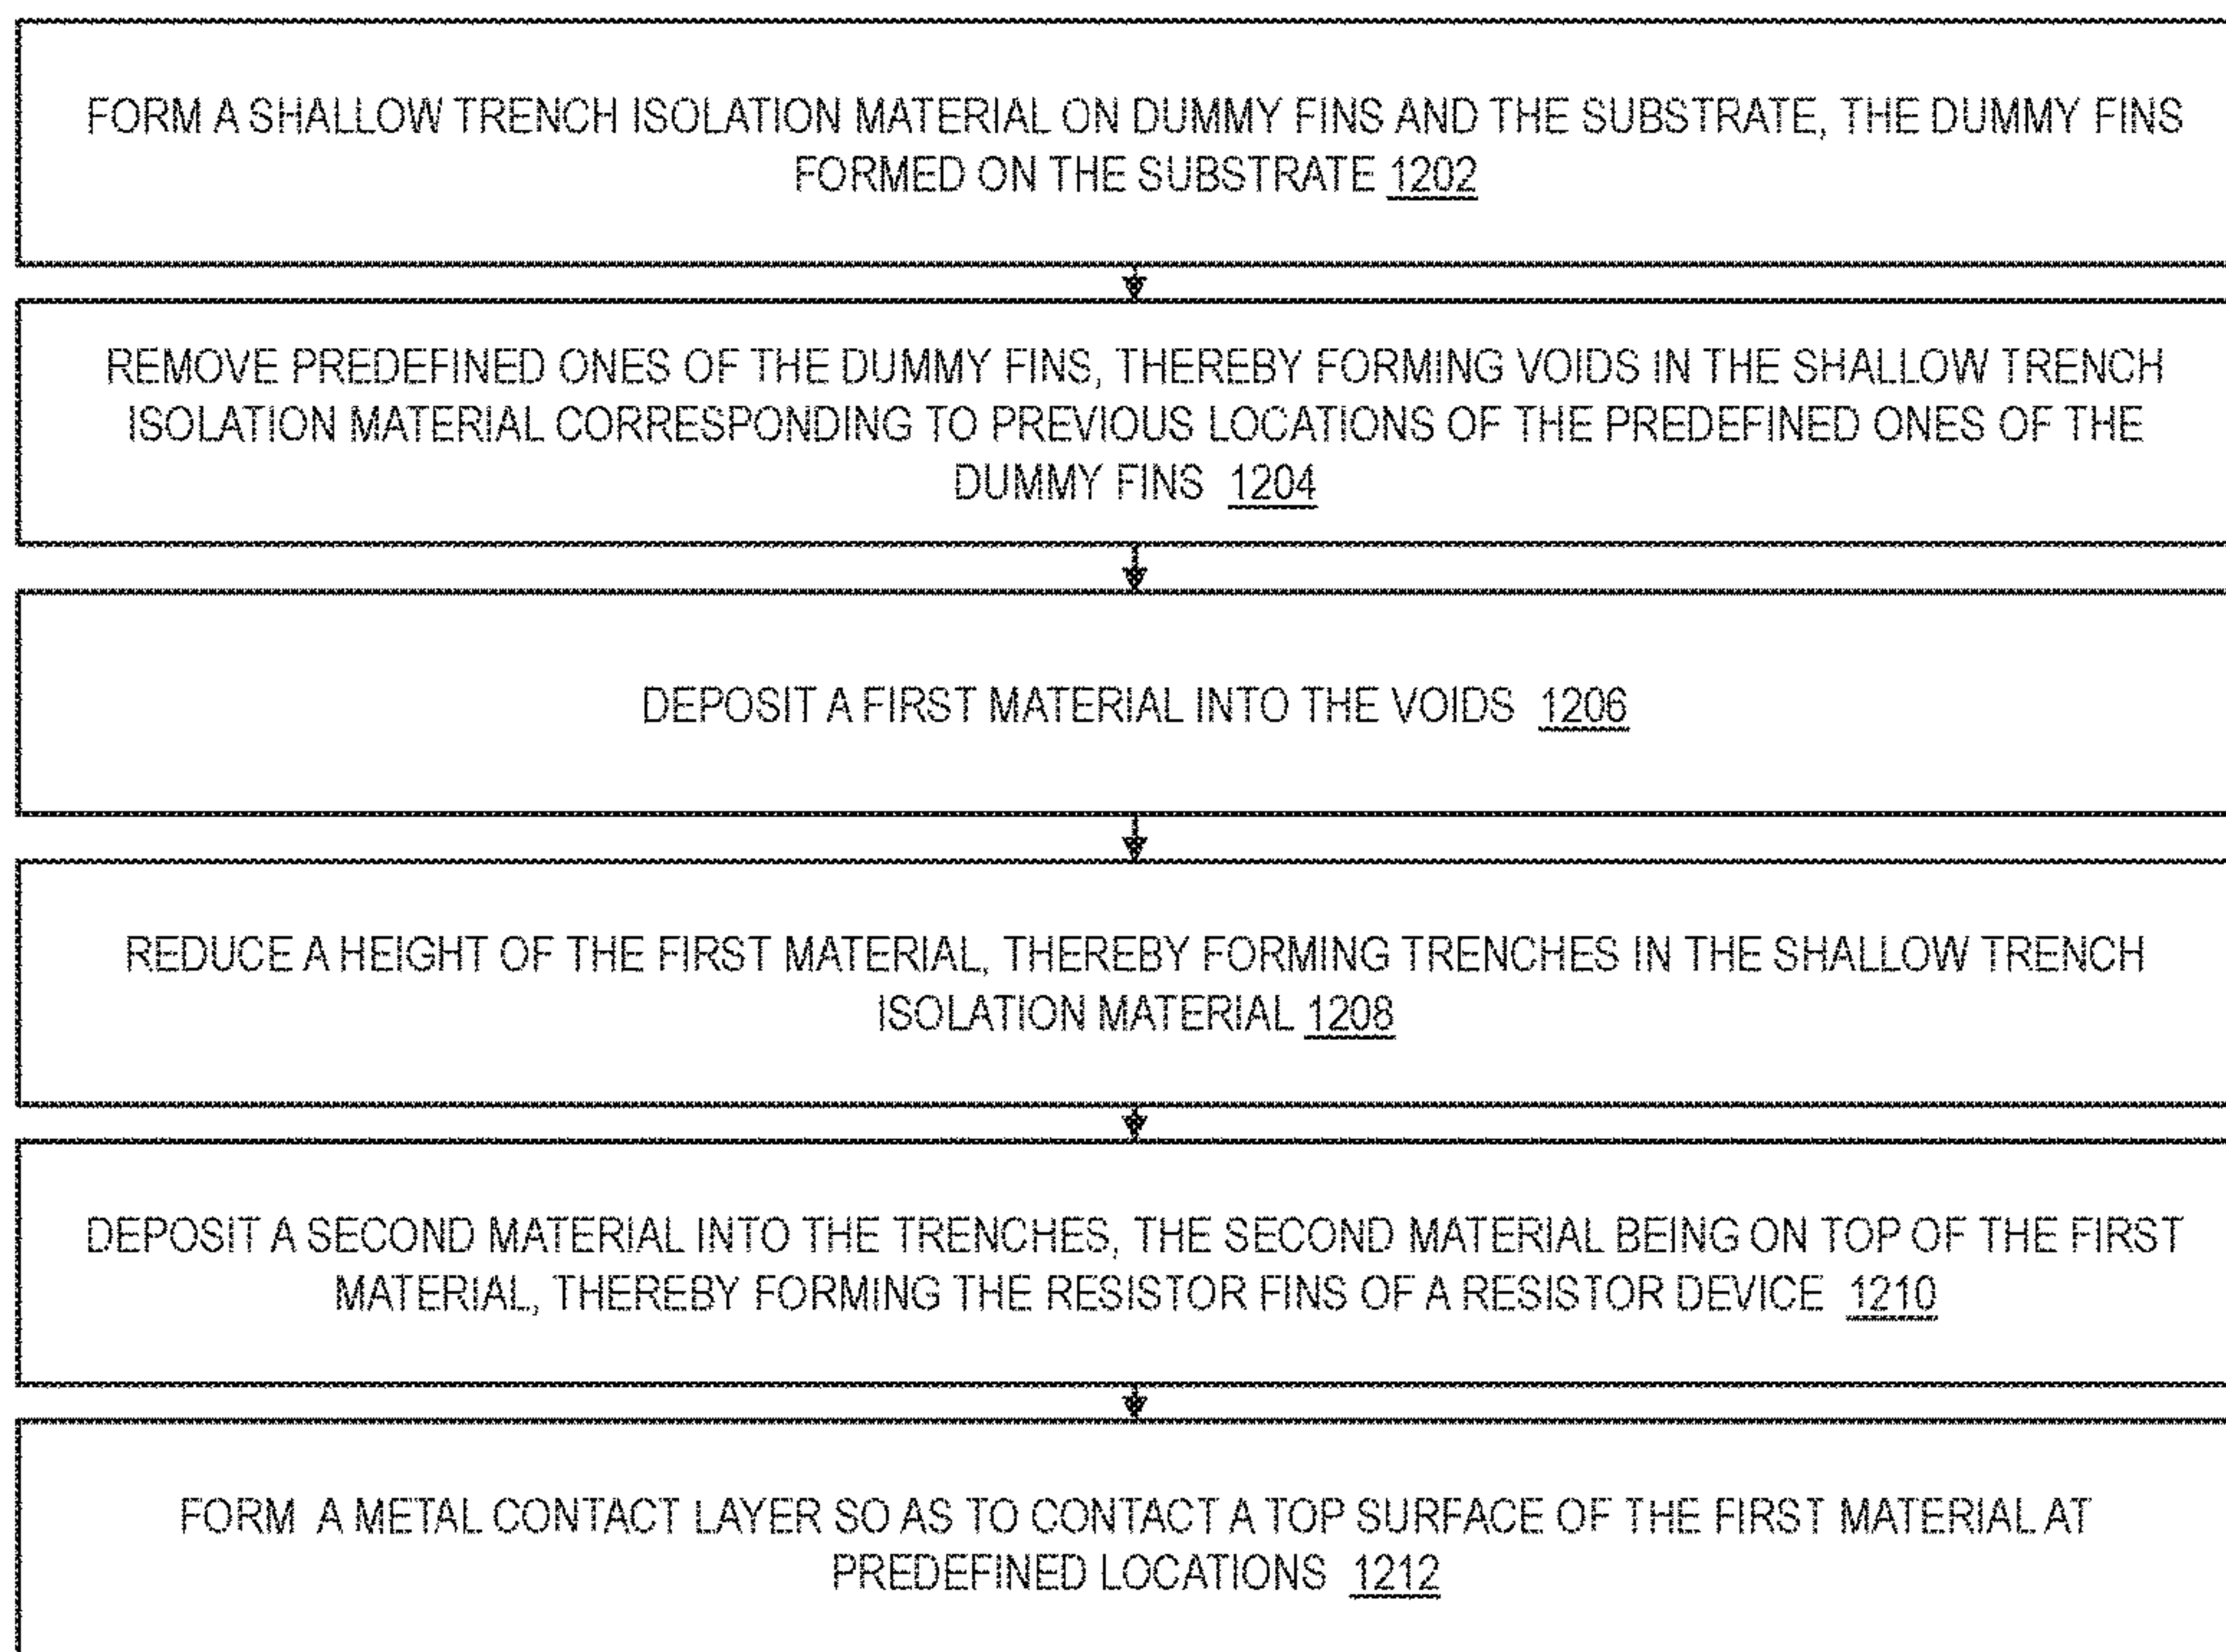 FORM A SHALLOW TRENCH ISOLATION MATERIAL ON DUMMY FINS AND THE SUBSTRATE, THE DUMMY FINS
FORMED ON THE SUBSTRATE 1202
REMOVE PREDEFINED ONES OF THE DUMMY FINS, THEREBY FORMING VOIDS IN THE SHALLOW TRENCH
ISOLATION MATERIAL CORRESPONDING TO PREVIOUS LOCATIONS OF THE PREDEFINED ONES OF THE
DUMMY FINS 1204
DEPOSIT A FIRST MATERIAL INTO THE VOIDS 1206
REDUCE A HEIGHT OF THE FIRST MATERIAL, THEREBY FORMING TRENCHES IN THE SHALLOW TRENCH
ISOLATION MATERIAL 1208
DEPOSIT A SECOND MATERIAL INTO THE TRENCHES, THE SECOND MATERIAL BEING ON TOP OF THE FIRST
MATERIAL, THEREBY FORMING THE RESISTOR FINS OF A RESISTOR DEVICE 1210
FORM A METAL CONTACT LAYER SO AS TO CONTACT A TOP SURFACE OF THE FIRST MATERIAL AT
PREDEFINED LOCATIONS 1212